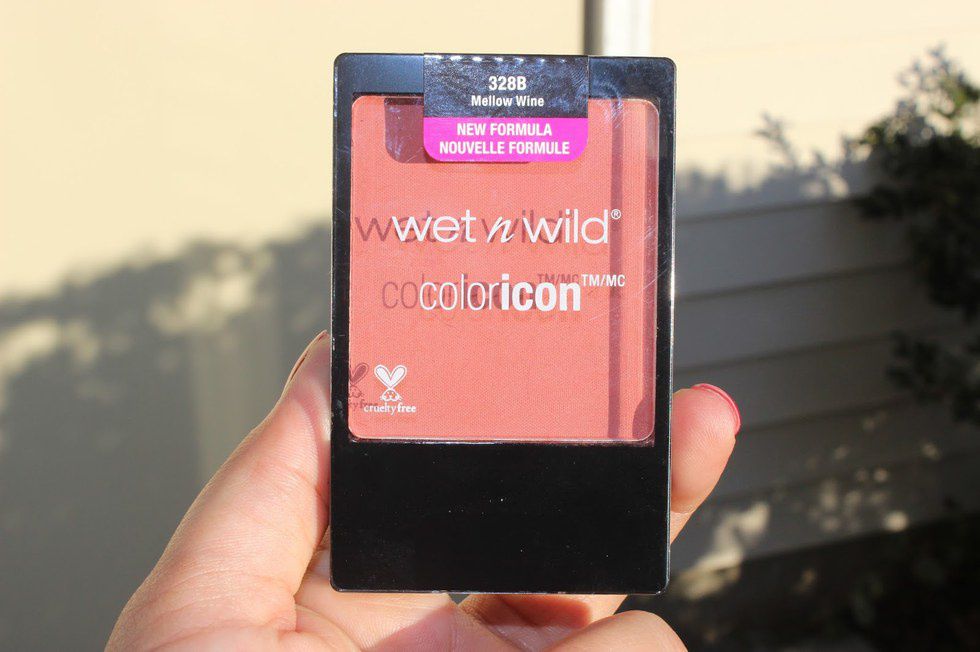 328B
Mellow Wine
NEW FORMULA
NOUVELLE FORMULE
wet n wild®
coloricon™/MC
crueltyfree